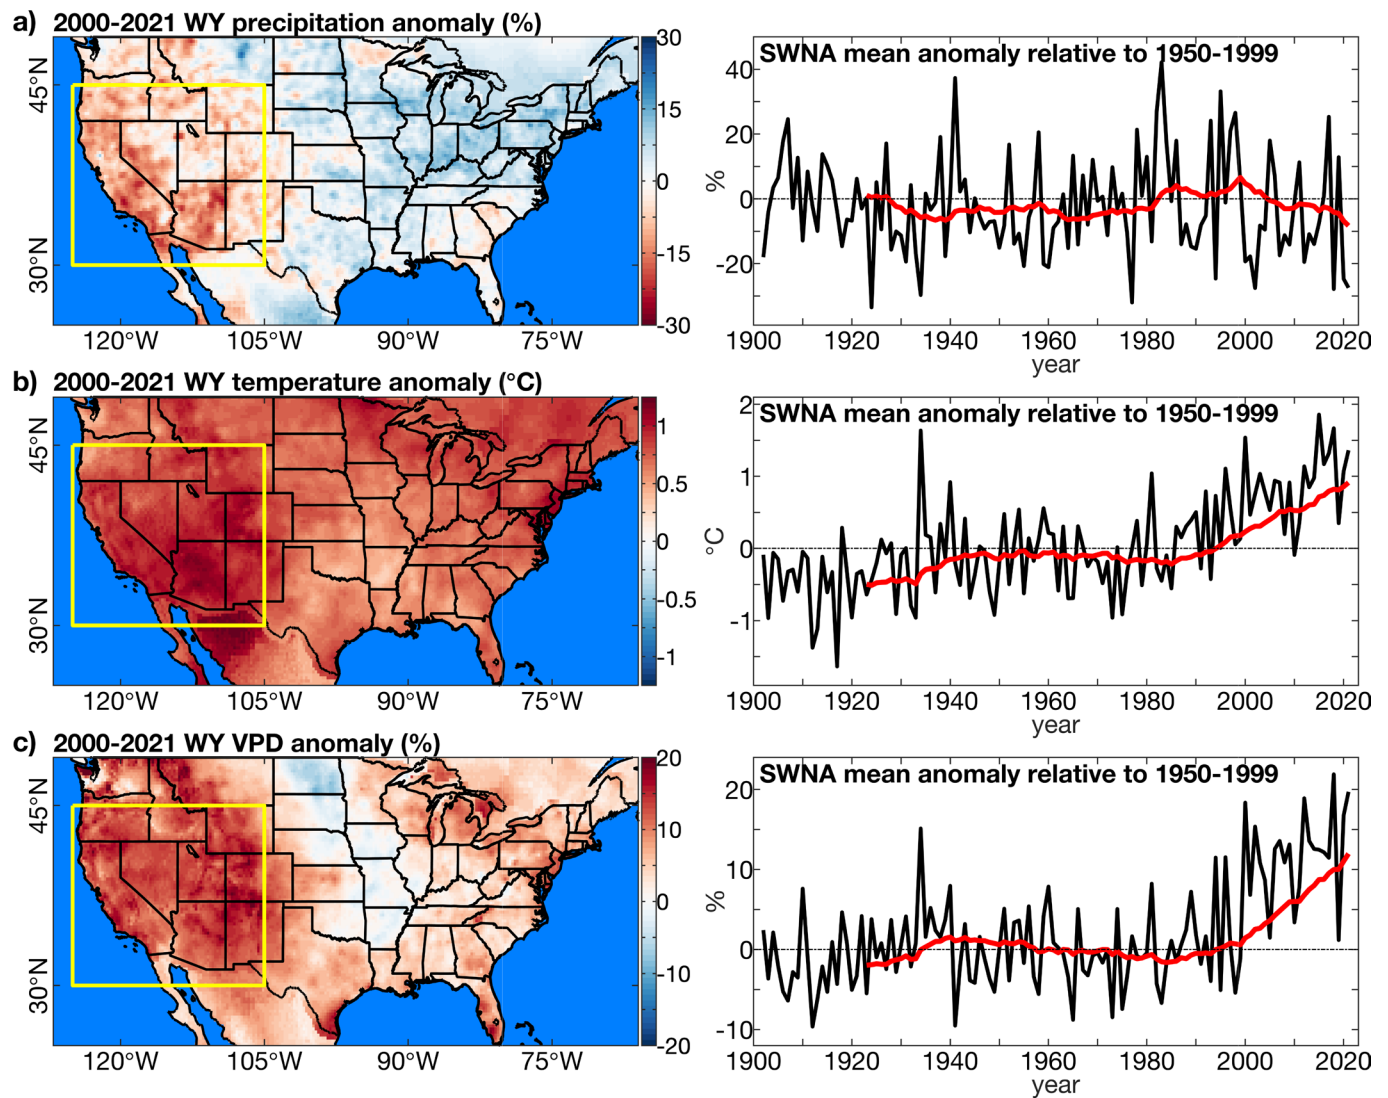 a) 2000-2021 WY precipitation anomaly (%)
45°N
30°N
120°W 105°W 90°W 75°W
30
15
0
-15
-30
SWNA mean anomaly relative to 1950-1999
%
40
20
0
-20
1900 1920 1940 1960 1980 2000 2020
year
b) 2000-2021 WY temperature anomaly (°C)
45°N
30°N
120°W 105°W 90°W 75°W
1
0.5
0
-0.5
-1
SWNA mean anomaly relative to 1950-1999
°C
2
1
0
-1
1900 1920 1940 1960 1980 2000 2020
year
c) 2000-2021 WY VPD anomaly (%)
45°N
30°N
120°W 105°W 90°W 75°W
20
10
0
-10
-20
SWNA mean anomaly relative to 1950-1999
%
20
10
0
-10
1900 1920 1940 1960 1980 2000 2020
year